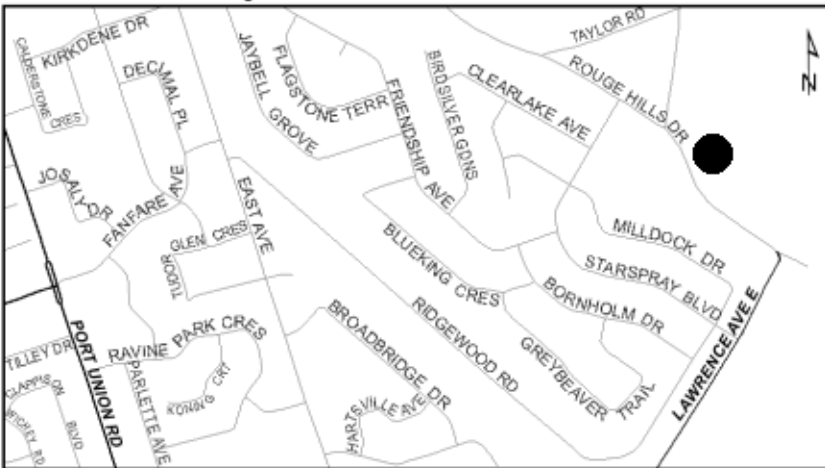 KIRKDENE DR
CALDERSTONE
CRES
DECIMAL PL
JAYBELL GROVE
FLAGSTONE TERR
FRIENDSHIP AVE
BIRDSILVER GDNS
CLEARLAKE AVE
TAYLOR RD
ROUGE HILLS DR
Z
JOSALY DR
FANFARE AVE
EAST AVE
TUDOR GLEN CRES
BLUEKING CRES
MILLDOCK DR
STARSPRAY BLVD
BORNHOLM DR
RIDGEWOOD RD
BROADBRIDGE DR
GREYBEAVER TRAIL
LAWRENCE AVE E
PORT UNION RD
RAVINE PARK CRES
TILLEY DR
CLAPPISON BLVD
WICKEY RD
PARLETTE AVE
KONING CRT
HARTSVILLE AVE